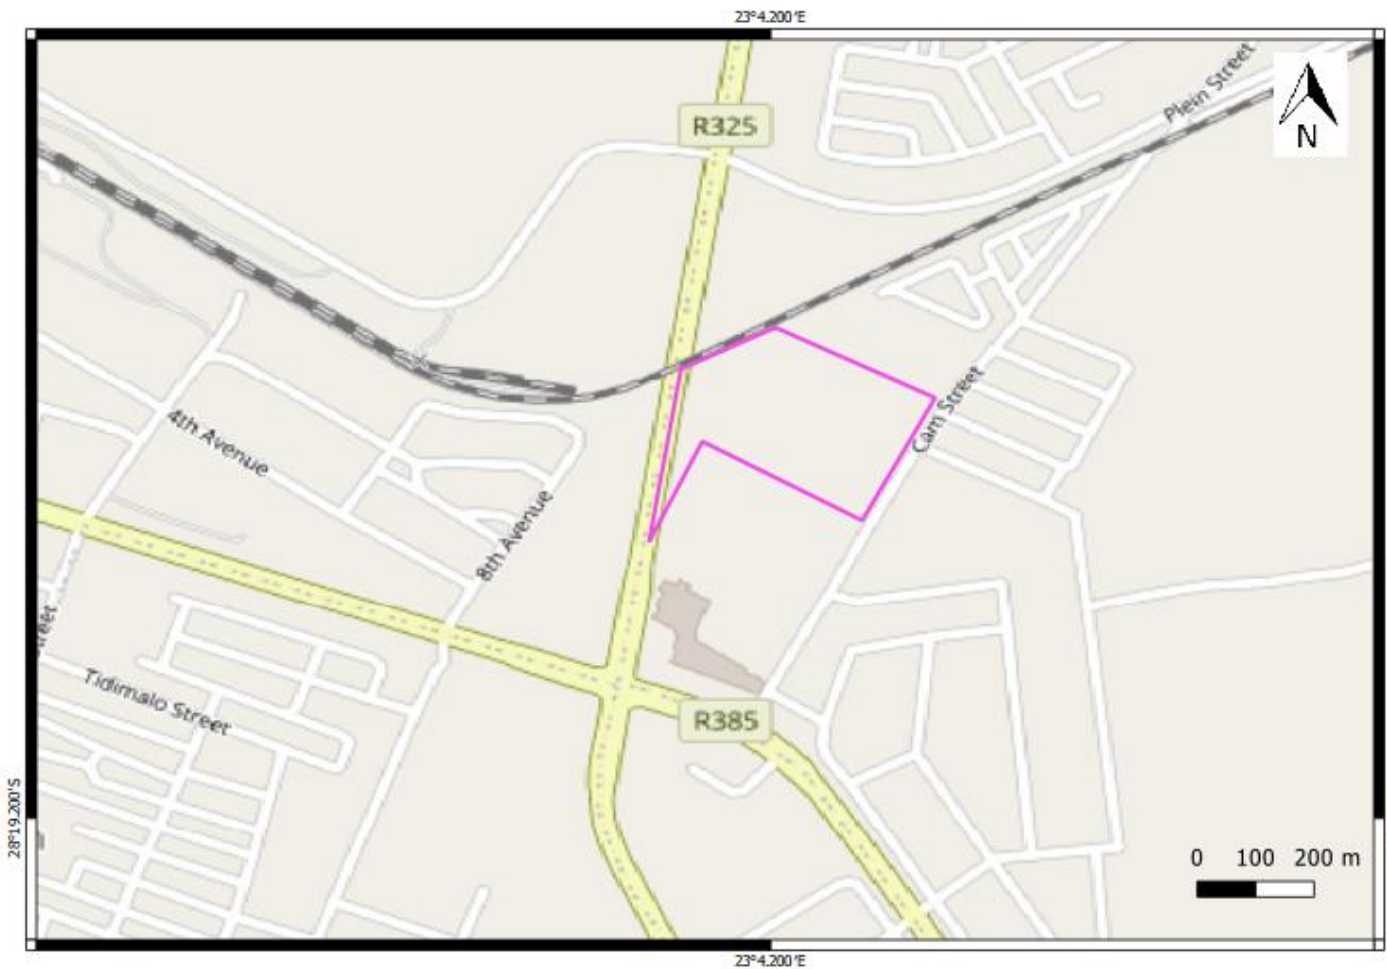 23°4.200'E
R325
Plein Street
N
Cam Street
4th Avenue
8th Avenue
Tidimalo Street
R385
28°19.200'S
0 100 200 m
23°4.200'E